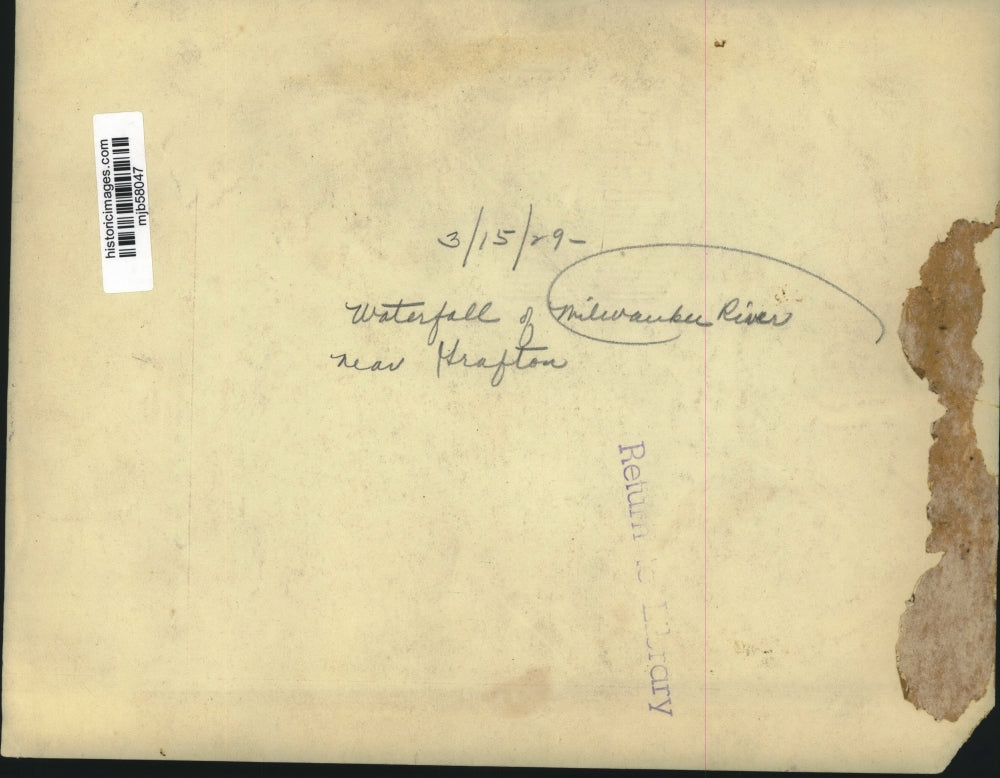 historicimages.com
mjb58047
3/15/29-
Waterfall of Milwaukee River
near Grafton
Return to Library